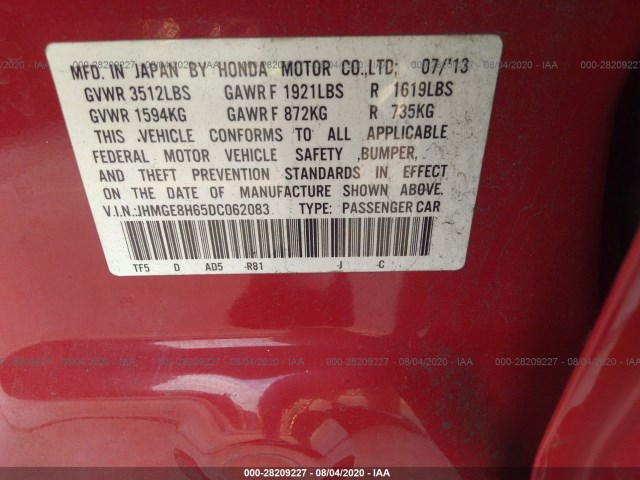 MFD. IN JAPAN BY HONDA MOTOR CO.,LTD; 07/'13
GVWR 3512LBS GAWR F 1921LBS R 1619LBS
GVWR 1594KG GAWR F 872KG R 735KG
THIS VEHICLE CONFORMS TO ALL APPLICABLE
FEDERAL MOTOR VEHICLE SAFETY ,BUMPER,
AND THEFT PREVENTION STANDARDS IN EFFECT
ON THE DATE OF MANUFACTURE SHOWN ABOVE.
V.I.N.:JHMGE8H65DC062083 TYPE: PASSENGER CAR
TF5 D AD5 -R81 -J -C
000-28209227 - 08/04/2020 - IAA